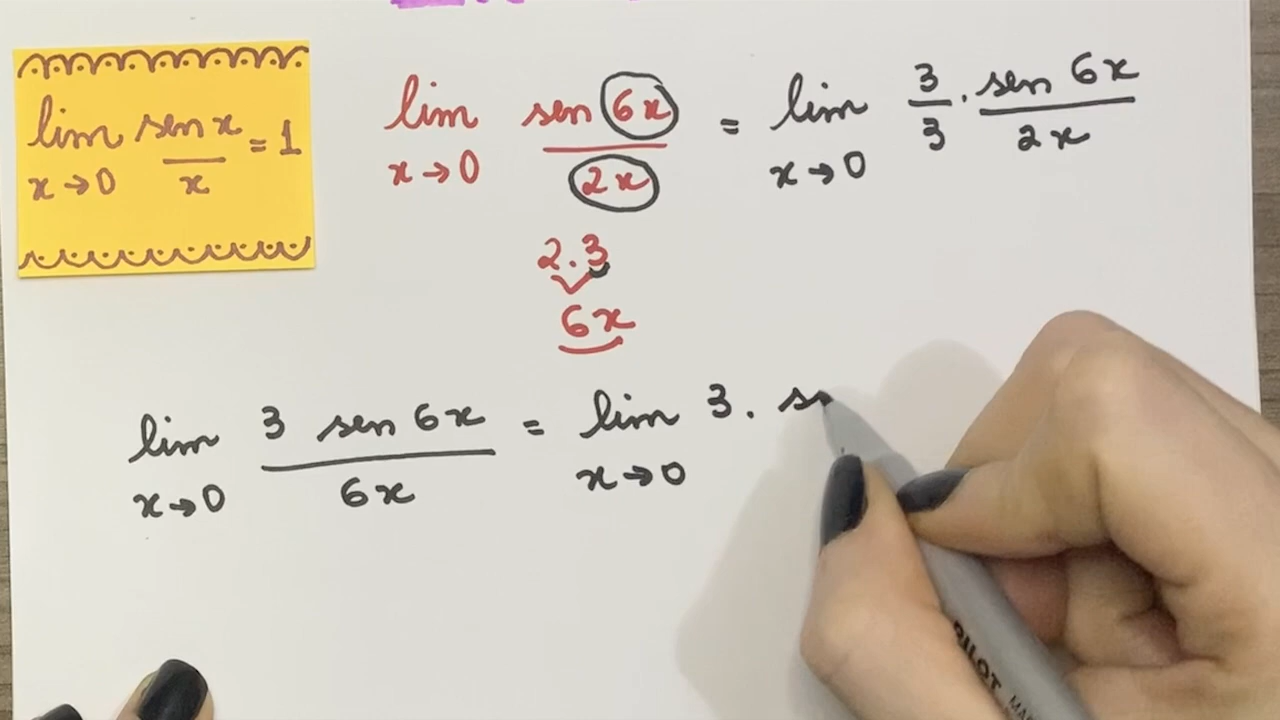 lim sen x / x = 1
x→0
lim sen 6x / 2x = lim 3/3 . sen 6x / 2x
x→0 x→0
2.3
6x
lim 3 sen 6x / 6x = lim 3 . s
x→0 x→0
PILOT